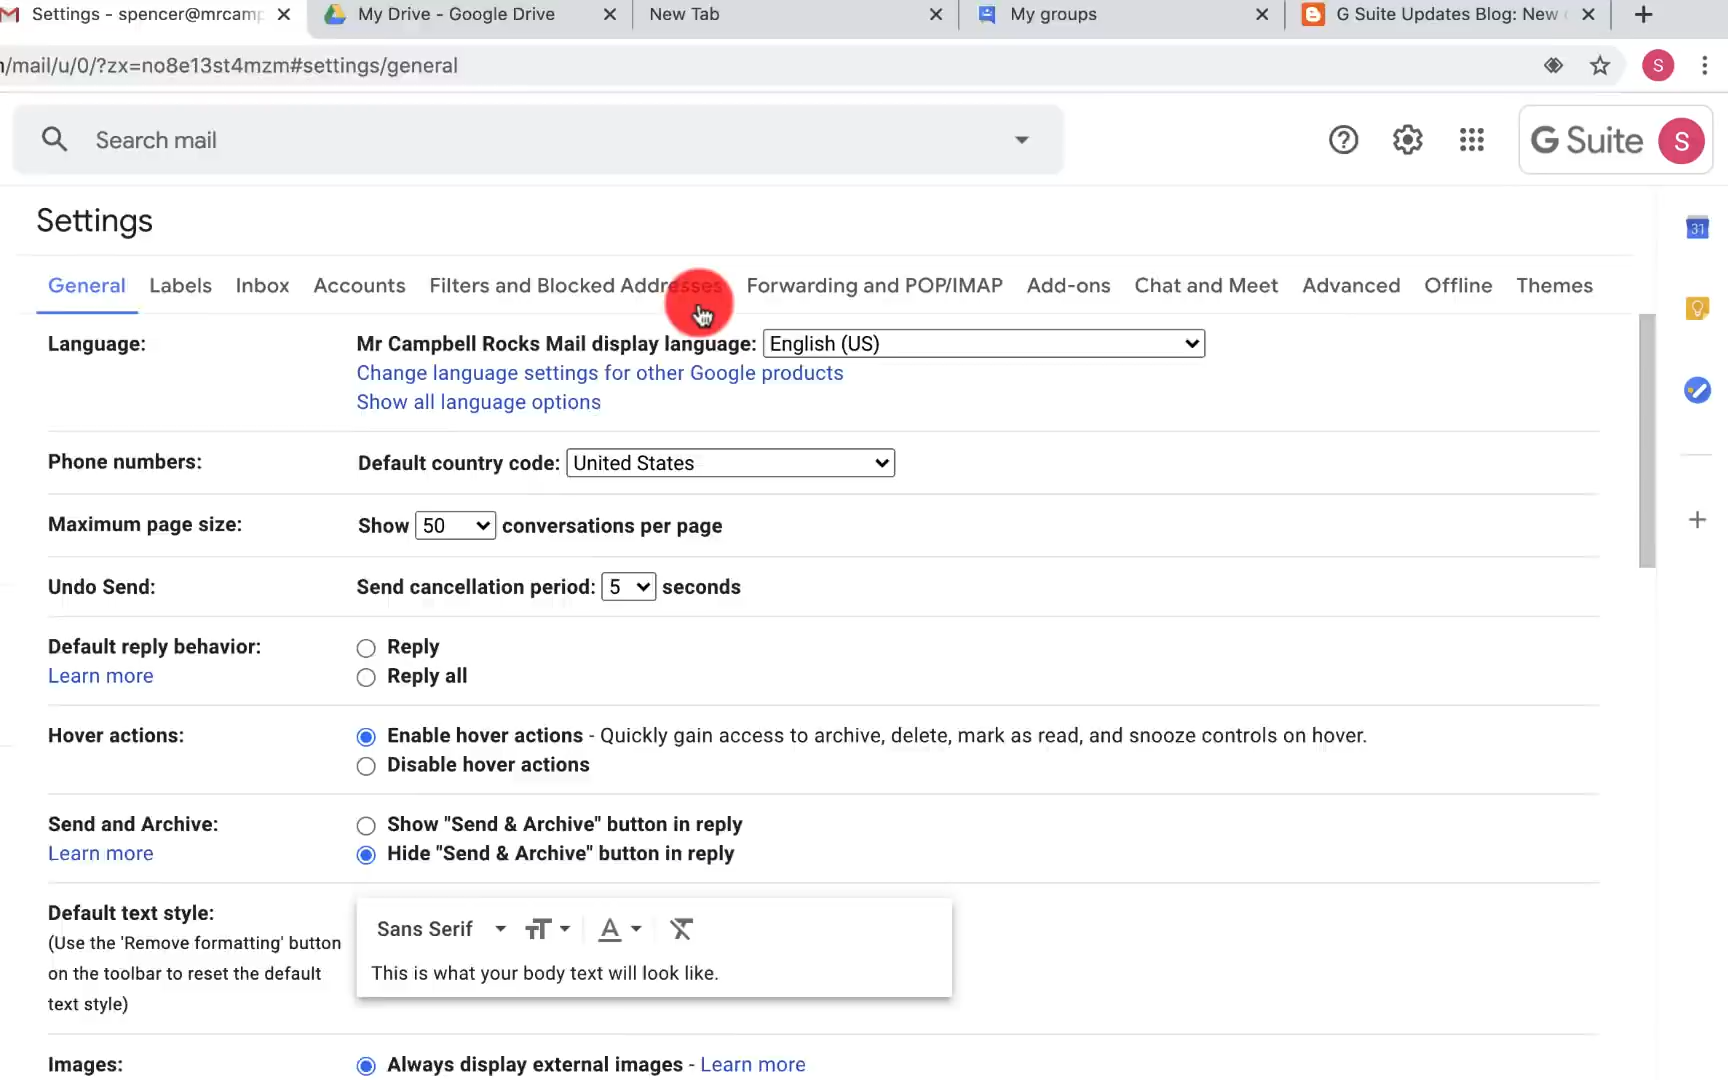 Settings - spencer@mrcamp
My Drive - Google Drive
New Tab
My groups
G Suite Updates Blog: New
/mail/u/0/?zx=no8e13st4mzm#settings/general
S
Search mail
G Suite
S
Settings
31
General Labels Inbox Accounts Filters and Blocked Addresses Forwarding and POP/IMAP Add-ons Chat and Meet Advanced Offline Themes
Language:
Mr Campbell Rocks Mail display language: English (US)
Change language settings for other Google products
Show all language options
Phone numbers:
Default country code: United States
Maximum page size:
Show 50 conversations per page
Undo Send:
Send cancellation period: 5 seconds
Default reply behavior:
Learn more
Reply
Reply all
Hover actions:
Enable hover actions - Quickly gain access to archive, delete, mark as read, and snooze controls on hover.
Disable hover actions
Send and Archive:
Learn more
Show "Send & Archive" button in reply
Hide "Send & Archive" button in reply
Default text style:
(Use the 'Remove formatting' button
on the toolbar to reset the default
text style)
Sans Serif
This is what your body text will look like.
Images:
Always display external images - Learn more